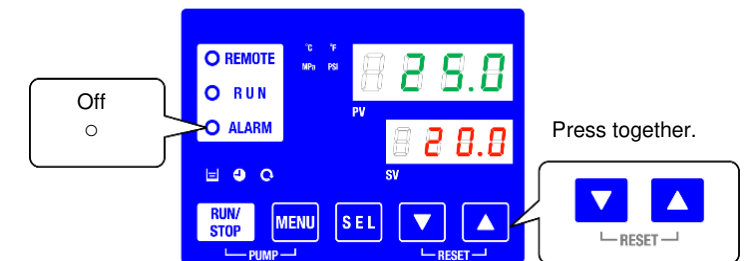 Off
REMOTE
RUN
ALARM
°C °F
MPa PSI
25.0
PV
20.0
SV
Press together.
RUN/
STOP
MENU
SEL
PUMP
RESET
RESET